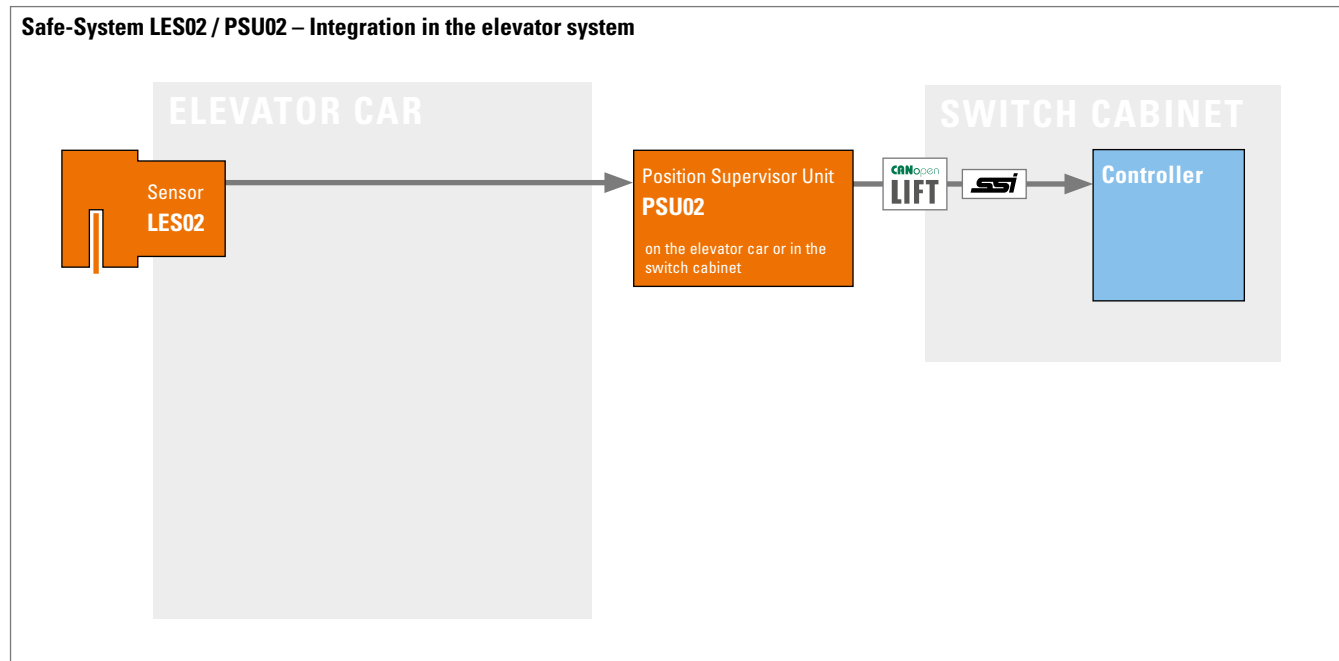 Safe-System LES02 / PSU02 – Integration in the elevator system
ELEVATOR CAR
SWITCH CABINET
Sensor
LES02
Position Supervisor Unit
PSU02
on the elevator car or in the
switch cabinet
CANopen
LIFT
SSi
Controller